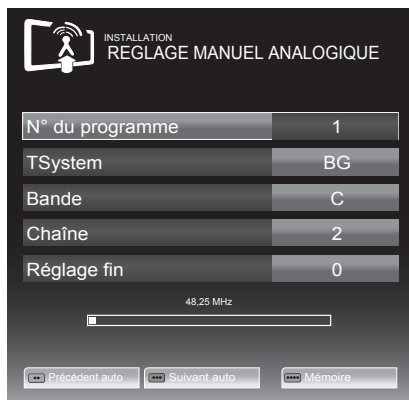 INSTALLATION
REGLAGE MANUEL ANALOGIQUE
N° du programme 1
TSystem BG
Bande C
Chaîne 2
Réglage fin 0
48,25 MHz
Précédent auto Suivant auto Mémoire